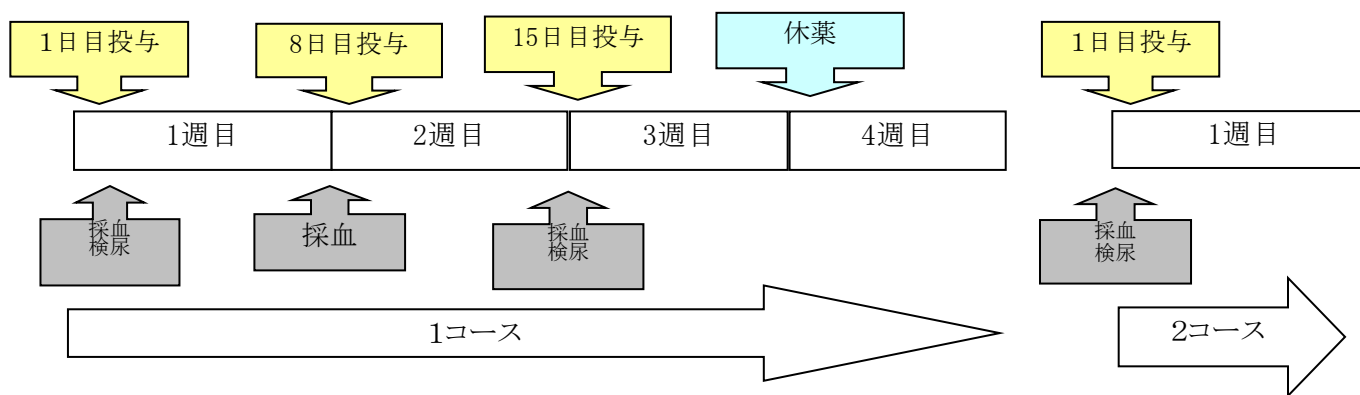 1日目投与
8日目投与
15日目投与
休薬
1日目投与
1週目
2週目
3週目
4週目
1週目
採血
検尿
採血
採血
検尿
採血
検尿
1コース
2コース